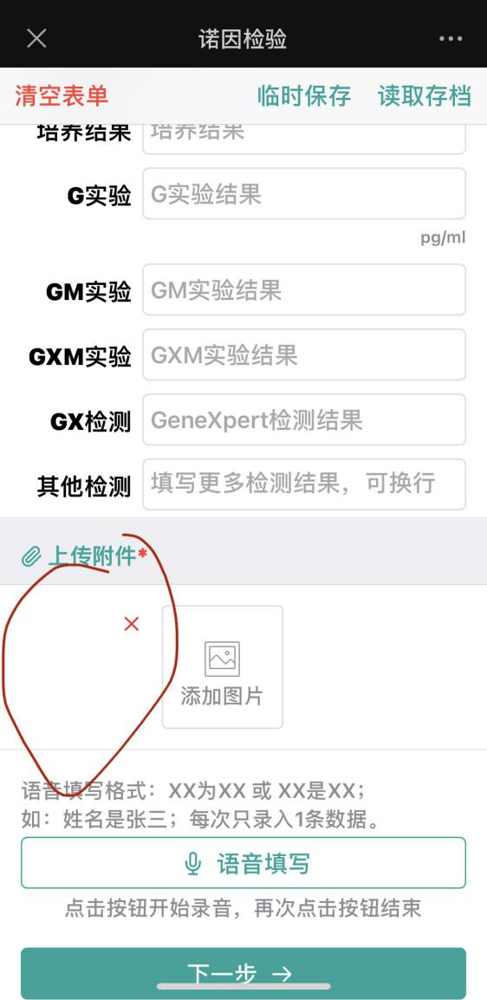 诺因检验
清空表单 临时保存 读取存档
培养结果 培养结果
G实验 G实验结果
pg/ml
GM实验 GM实验结果
GXM实验 GXM实验结果
GX检测 GeneXpert检测结果
其他检测 填写更多检测结果，可换行
上传附件*
添加图片
语音填写格式：XX为XX 或 XX是XX；
如：姓名是张三；每次只录入1条数据。
语音填写
点击按钮开始录音，再次点击按钮结束
下一步 →